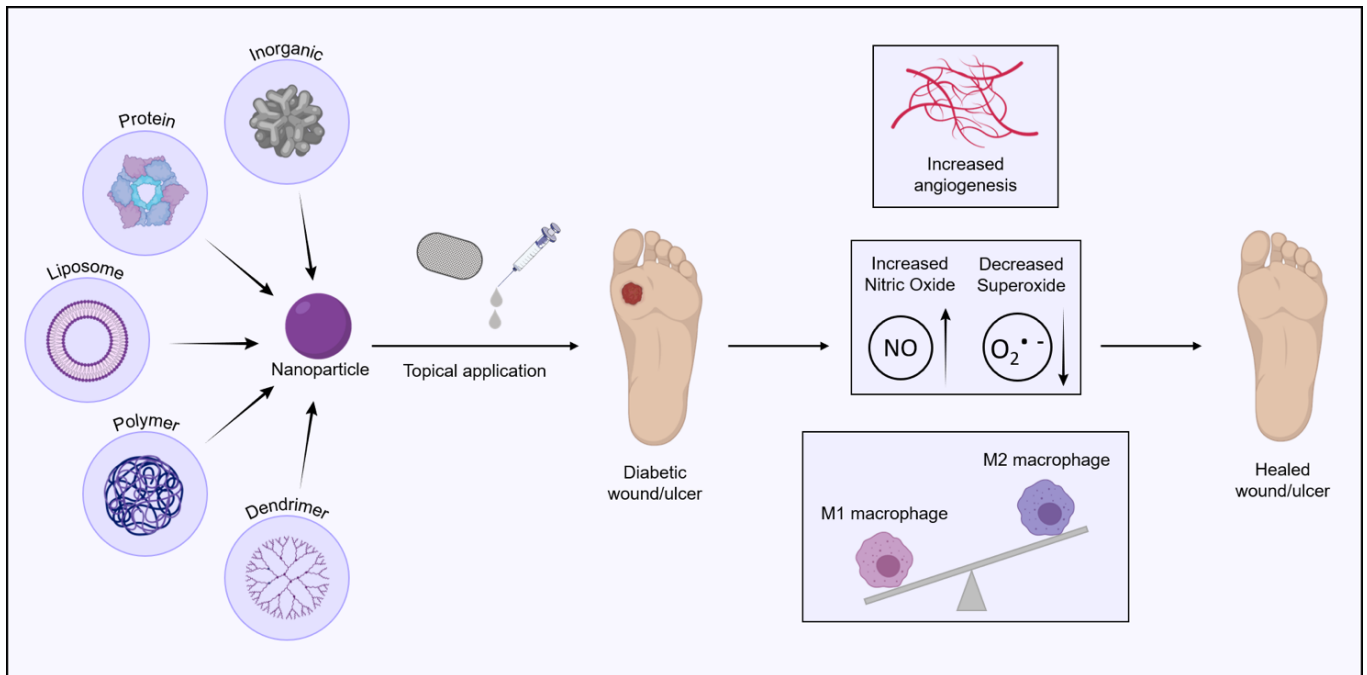 Inorganic
Protein
Liposome
Polymer
Dendrimer
Nanoparticle
Topical application
Diabetic
wound/ulcer
Increased
angiogenesis
Increased
Nitric Oxide
NO
Decreased
Superoxide
O₂•-
M1 macrophage
M2 macrophage
Healed
wound/ulcer